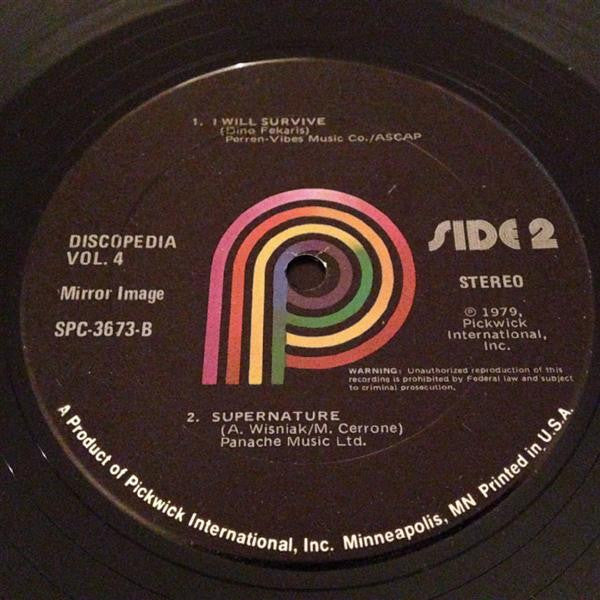 1. I WILL SURVIVE
(Dino Fekaris)
Perren-Vibes Music Co./ASCAP
DISCOPEDIA
VOL. 4
Mirror Image
SPC-3673-B
SIDE 2
STEREO
℗ 1979,
Pickwick
International,
Inc.
WARNING: Unauthorized reproduction of this
recording is prohibited by Federal law and subject
to criminal prosecution.
2. SUPERNATURE
(A. Wisniak/M. Cerrone)
Panache Music Ltd.
A Product of Pickwick International, Inc. Minneapolis, MN Printed in U.S.A.